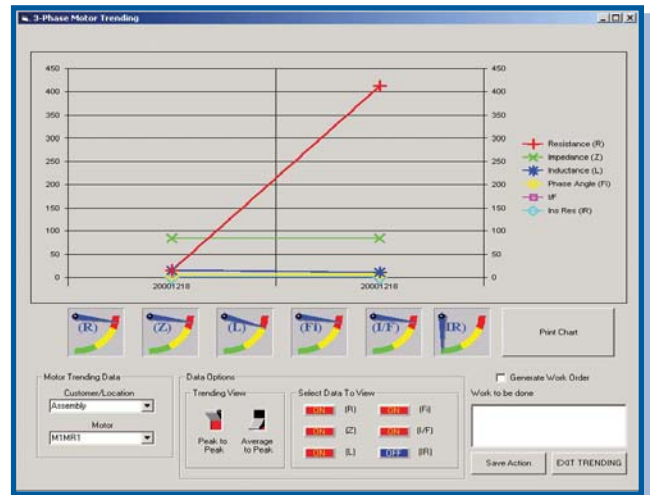 3-Phase Motor Trending
450 450
400 400
350 350
300 300
250 250
200 200
150 150
100 100
50 50
0 0
20001218 20001218
Resistance (R)
Impedance (Z)
Inductance (L)
Phase Angle (Fi)
I/F
Ins Res (IR)
(R) (Z) (L) (Fi) (I/F) (IR)
Print Chart
Motor Trending Data
Customer/Location
Assembly
Motor
M1MR1
Data Options
Trending View
Peak to Peak
Average to Peak
Select Data To View
ON (R) ON (Fi)
ON (Z) ON (I/F)
ON (L) OFF (IR)
Generate Work Order
Work to be done
Save Action EXIT TRENDING